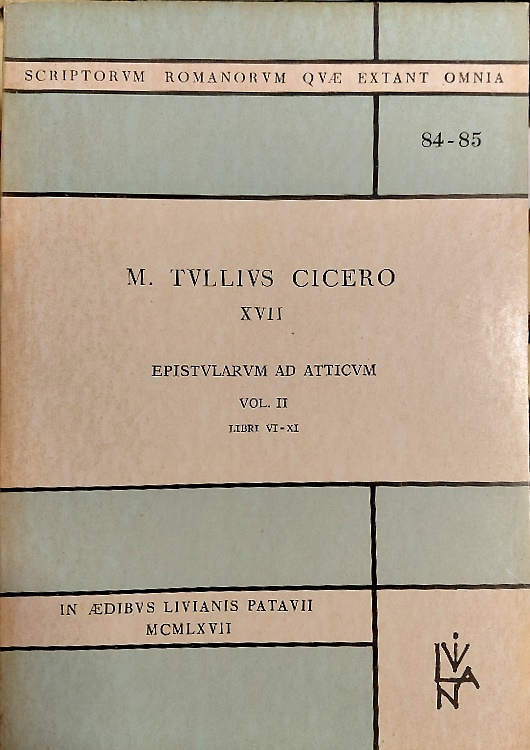 SCRIPTORVM ROMANORVM QVÆ EXTANT OMNIA
84-85
M. TVLLIVS CICERO
XVII
EPISTVLARVM AD ATTICVM
VOL. II
LIBRI VI-XI
IN ÆDIBVS LIVIANIS PATAVII
MCMLXVII